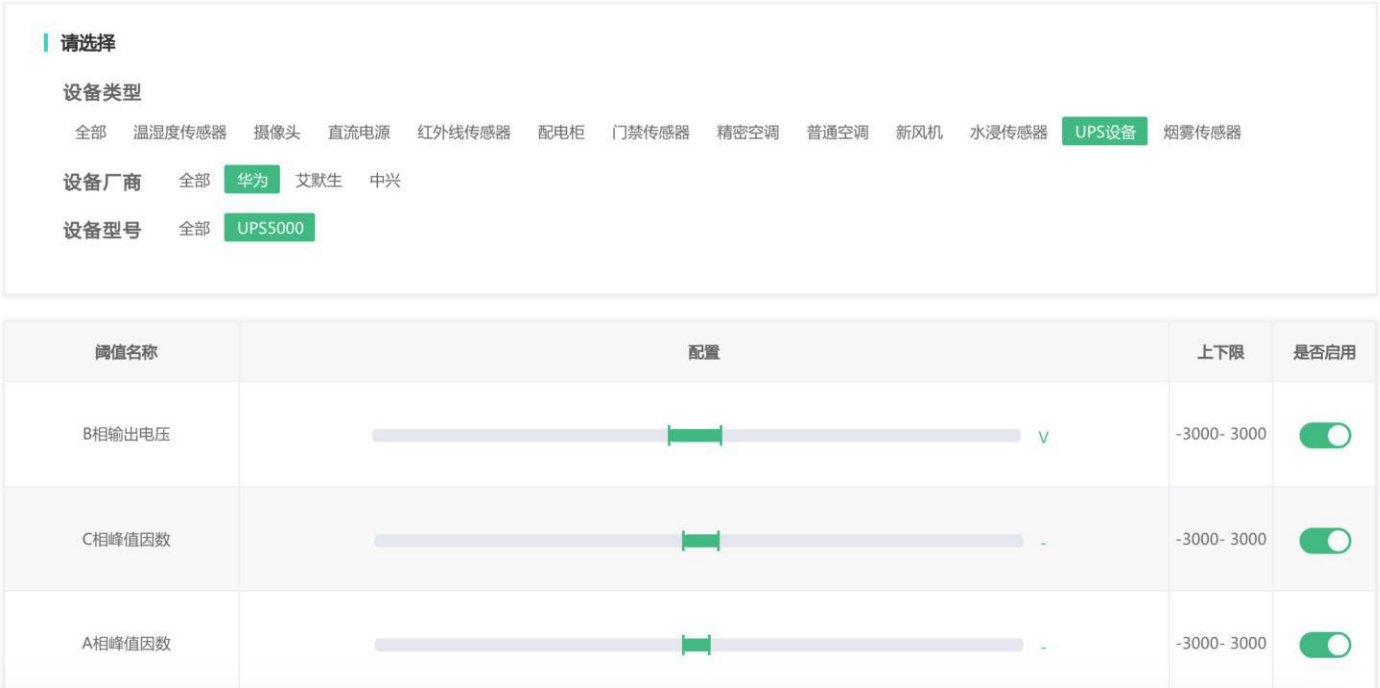 请选择
设备类型
全部 温湿度传感器 摄像头 直流电源 红外线传感器 配电柜 门禁传感器 精密空调 普通空调 新风机 水浸传感器 UPS设备 烟雾传感器
设备厂商 全部 华为 艾默生 中兴
设备型号 全部 UPS5000
阈值名称 配置 上下限 是否启用
B相输出电压 V -3000- 3000
C相峰值因数 - -3000- 3000
A相峰值因数 - -3000- 3000